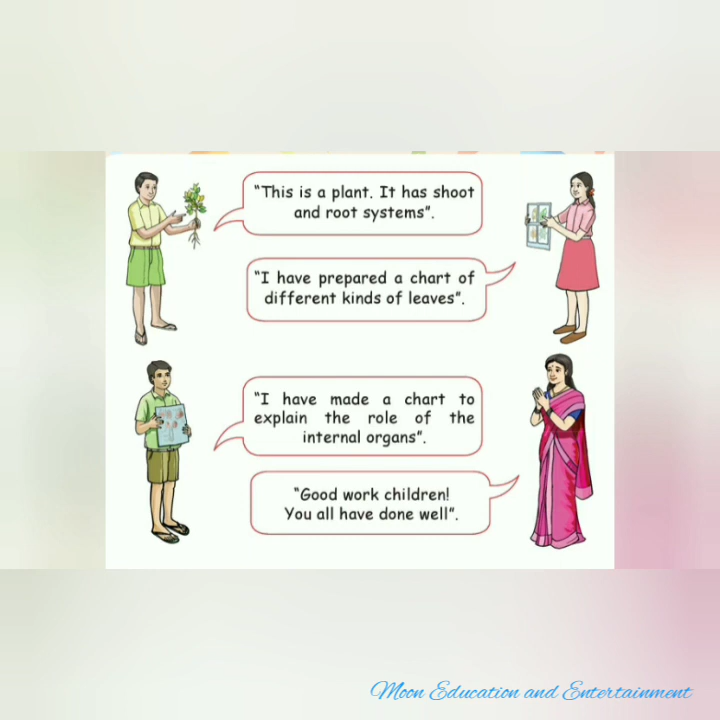 "This is a plant. It has shoot
and root systems".
"I have prepared a chart of
different kinds of leaves".
"I have made a chart to
explain the role of the
internal organs".
"Good work children!
You all have done well".
Moon Education and Entertainment